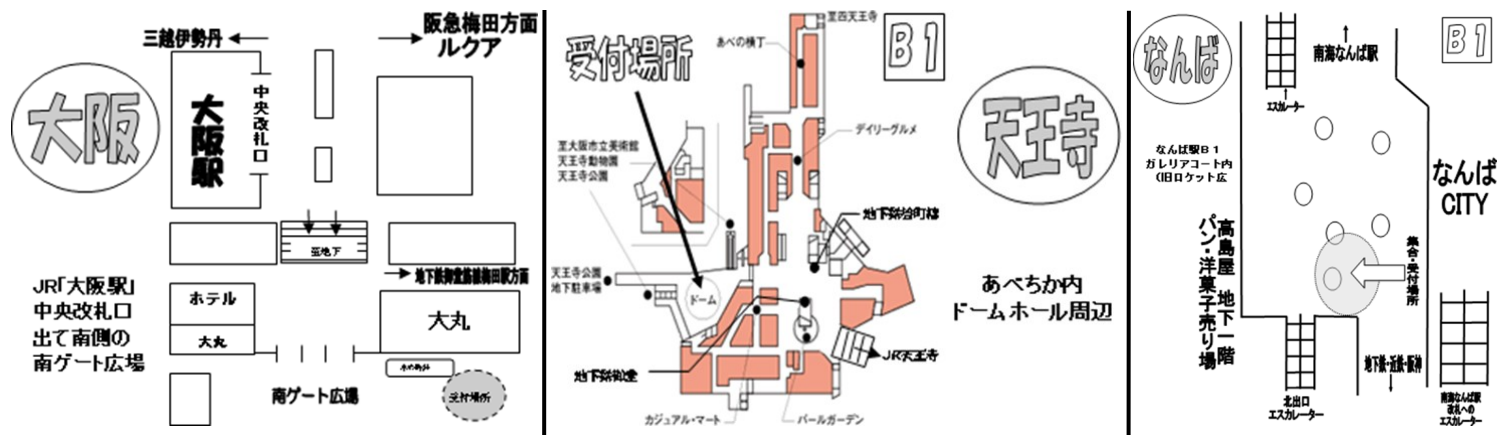 三越伊勢丹
阪急梅田方面
ルクア
大阪
大阪駅
中央改札口
至地下
地下鉄御堂筋線梅田駅方面
JR「大阪駅」
中央改札口
出て南側の
南ゲート広場
ホテル
大丸
大丸
水の時計
南ゲート広場
受付場所
受付場所
B1
天王寺
至四天王寺
あべの横丁
デイリーグルメ
至大阪市立美術館
天王寺動物園
天王寺公園
天王寺公園
地下駐車場
ドーム
あべちか内
ドームホール周辺
JR天王寺
カジュアル・マート
パールガーデン
なんば
B1
南海なんば駅
エスカレーター
なんば駅B1
ガレリアコート内
(旧ロケット広
なんば
CITY
高島屋 地下一階
パン・洋菓子売り場
集合・受付場所
北出口
エスカレーター
地下鉄・近鉄・阪神
南海なんば駅
改札への
エスカレーター